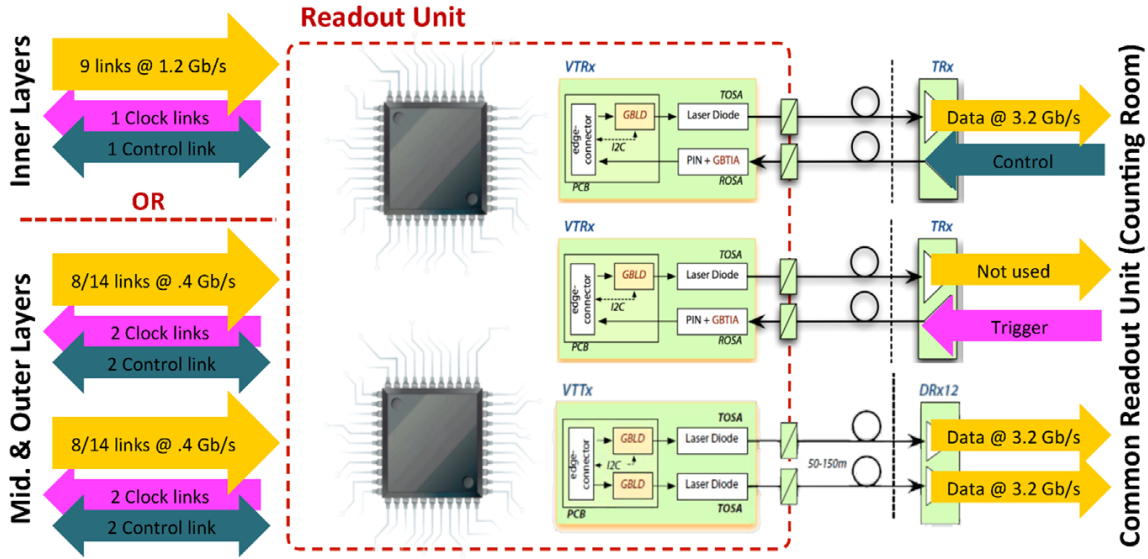 Readout Unit
Inner Layers
9 links @ 1.2 Gb/s
1 Clock links
1 Control link
OR
Mid. & Outer Layers
8/14 links @ .4 Gb/s
2 Clock links
2 Control link
8/14 links @ .4 Gb/s
2 Clock links
2 Control link
VTRx
TOSA
edge-
connector
GBLD
Laser Diode
I2C
PIN + GBTIA
PCB
ROSA
TRx
Data @ 3.2 Gb/s
Control
VTRx
TOSA
edge-
connector
GBLD
Laser Diode
I2C
PIN + GBTIA
PCB
ROSA
TRx
Not used
Trigger
VTTx
TOSA
edge-
connector
GBLD
Laser Diode
I2C
GBLD
Laser Diode
PCB
TOSA
50-150m
DRx12
Data @ 3.2 Gb/s
Data @ 3.2 Gb/s
Common Readout Unit (Counting Room)